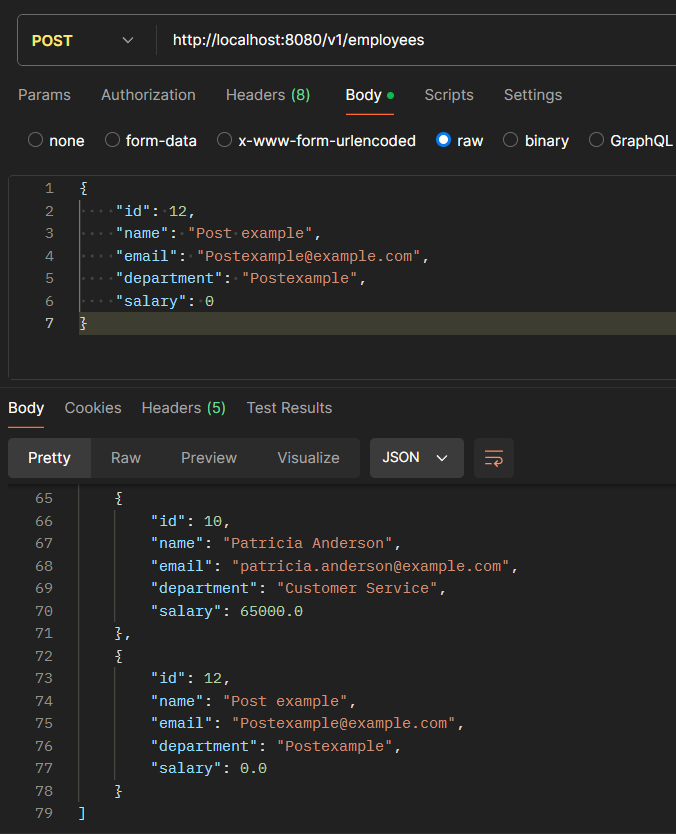 POST http://localhost:8080/v1/employees
Params Authorization Headers (8) Body Scripts Settings
none form-data x-www-form-urlencoded raw binary GraphQL
1 {
2 "id": 12,
3 "name": "Post example",
4 "email": "Postexample@example.com",
5 "department": "Postexample",
6 "salary": 0
7 }
Body Cookies Headers (5) Test Results
Pretty Raw Preview Visualize JSON
65 {
66 "id": 10,
67 "name": "Patricia Anderson",
68 "email": "patricia.anderson@example.com",
69 "department": "Customer Service",
70 "salary": 65000.0
71 },
72 {
73 "id": 12,
74 "name": "Post example",
75 "email": "Postexample@example.com",
76 "department": "Postexample",
77 "salary": 0.0
78 }
79 ]